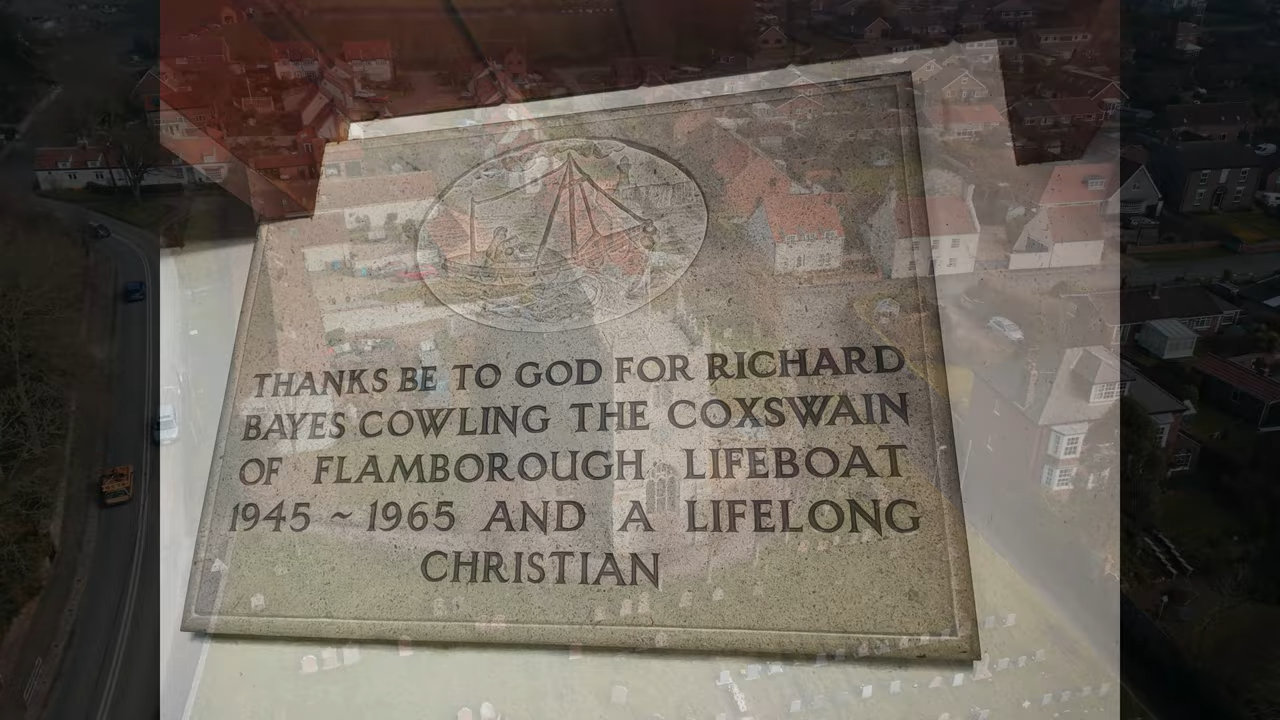 THANKS BE TO GOD FOR RICHARD
BAYES COWLING THE COXSWAIN
OF FLAMBOROUGH LIFEBOAT
1945 ~ 1965 AND A LIFELONG
CHRISTIAN